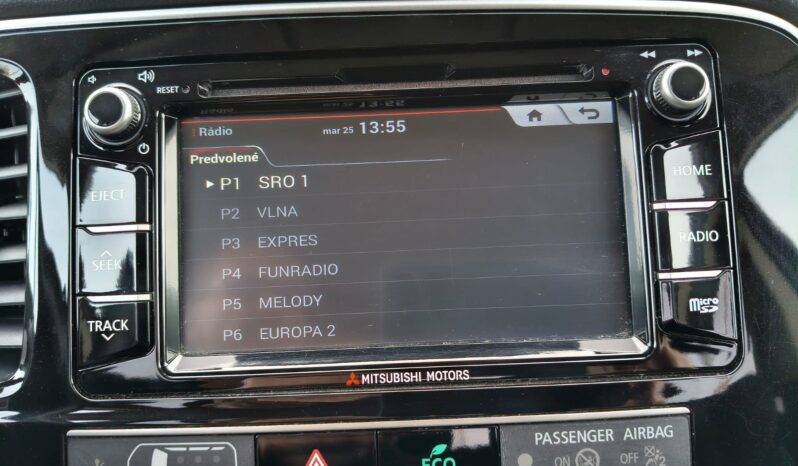 RESET
Rádio
mar 25 13:55
Predvolené
P1 SRO 1
P2 VLNA
P3 EXPRES
P4 FUNRADIO
P5 MELODY
P6 EUROPA 2
EJECT
SEEK
TRACK
HOME
RADIO
micro SD
MITSUBISHI MOTORS
ECO
PASSENGER AIRBAG
ON OFF